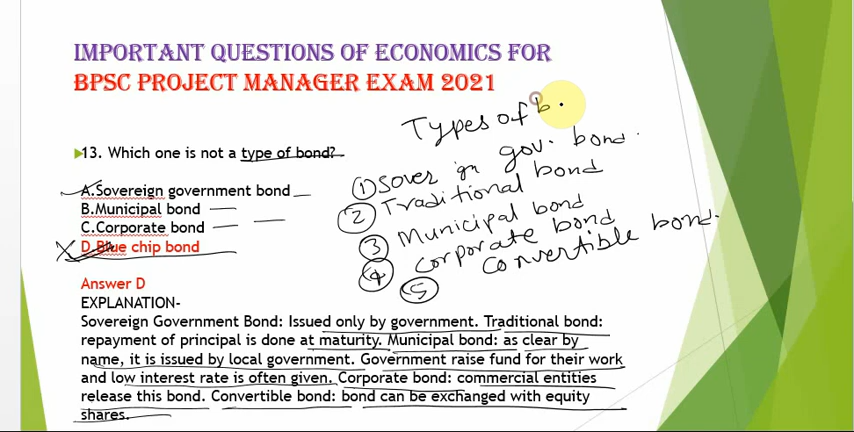 IMPORTANT QUESTIONS OF ECONOMICS FOR
BPSC PROJECT MANAGER EXAM 2021
13. Which one is not a type of bond?
A.Sovereign government bond
B.Municipal bond
C.Corporate bond
D.Blue chip bond
Answer D
EXPLANATION-
Sovereign Government Bond: Issued only by government. Traditional bond:
repayment of principal is done at maturity. Municipal bond: as clear by
name, it is issued by local government. Government raise fund for their work
and low interest rate is often given. Corporate bond: commercial entities
release this bond. Convertible bond: bond can be exchanged with equity
shares.
Types of b
① Sover gov. bond.
② Traditional bond
③ Municipal bond
④ Corporate bond
⑤ Convertible bond.